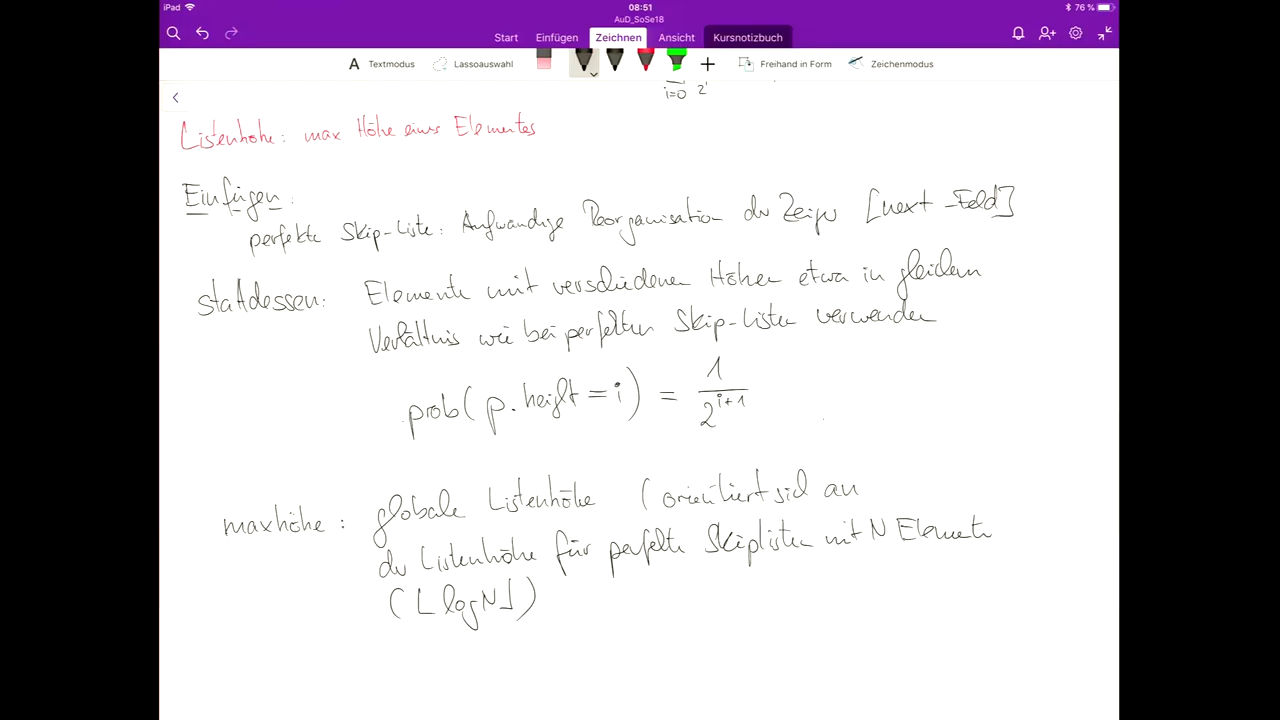 iPad 08:51 76 %
AuD_SoSe18
Start Einfügen Zeichnen Ansicht Kursnotizbuch
A Textmodus Lassoauswahl Freihand in Form Zeichenmodus
i=0 2^i
Listenhöhe: max Höhe eines Elementes
Einfügen:
perfekte Skip-Liste: Aufwändige Reorganisation der Zeiger [next-Feld]
stattdessen: Elemente mit verschiedenen Höhen etwa in gleichem
Verhältnis wie bei perfekten Skip-Listen verwenden
prob(p.height = i) = 1 / 2^{i+1}
maxhöhe: globale Listenhöhe (orientiert sich an
der Listenhöhe für perfekte Skiplisten mit N Elementen
(⌊log N⌋)